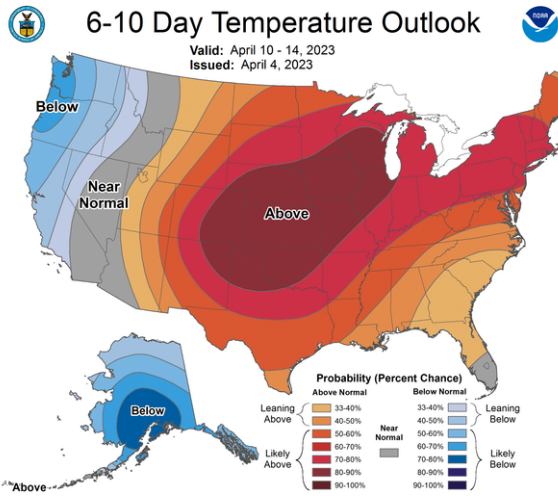 6-10 Day Temperature Outlook
NOAA
Valid: April 10 - 14, 2023
Issued: April 4, 2023
Below
Near
Normal
Above
Below
Above
Probability (Percent Chance)
Above Normal
Below Normal
Leaning
Above
33-40%
40-50%
Likely
Above
50-60%
60-70%
70-80%
80-90%
90-100%
Near
Normal
33-40%
40-50%
Leaning
Below
50-60%
60-70%
70-80%
80-90%
90-100%
Likely
Below